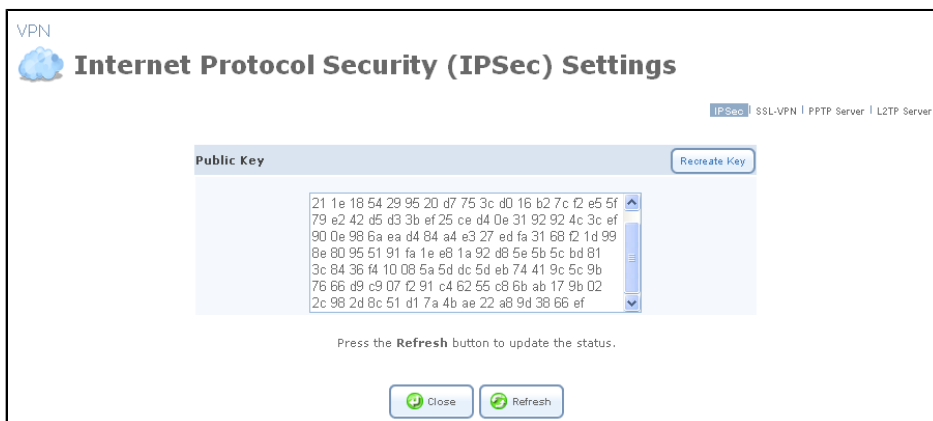 VPN
Internet Protocol Security (IPSec) Settings
IPSec | SSL-VPN | PPTP Server | L2TP Server
Public Key
Recreate Key
21 1e 18 54 29 95 20 d7 75 3c d0 16 b2 7c f2 e5 5f
79 e2 42 d5 d3 3b ef 25 ce d4 0e 31 92 92 4c 3c ef
90 0e 98 6a ea d4 84 a4 e3 27 ed fa 31 68 f2 1d 99
8e 80 95 51 91 fa 1e e8 1a 92 d8 5e 5b 5c bd 81
3c 84 36 f4 10 08 5a 5d dc 5d eb 74 41 9c 5c 9b
76 66 d9 c9 07 f2 91 c4 62 55 c8 6b ab 17 9b 02
2c 98 2d 8c 51 d1 7a 4b ae 22 a8 9d 38 66 ef
Press the Refresh button to update the status.
Close
Refresh